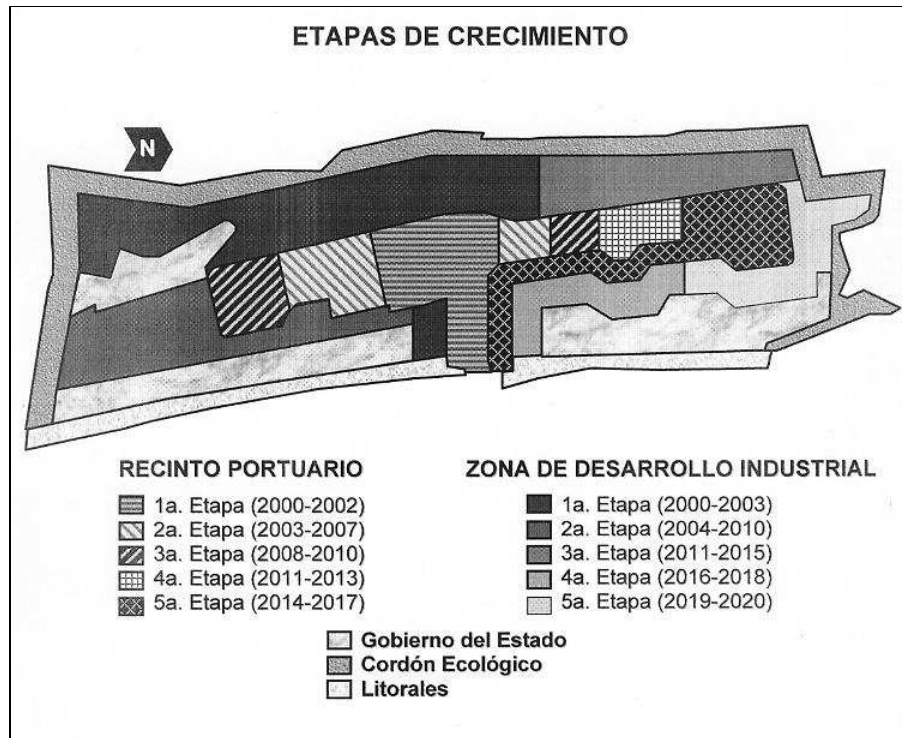 ETAPAS DE CRECIMIENTO
N
RECINTO PORTUARIO
1a. Etapa (2000-2002)
2a. Etapa (2003-2007)
3a. Etapa (2008-2010)
4a. Etapa (2011-2013)
5a. Etapa (2014-2017)
ZONA DE DESARROLLO INDUSTRIAL
1a. Etapa (2000-2003)
2a. Etapa (2004-2010)
3a. Etapa (2011-2015)
4a. Etapa (2016-2018)
5a. Etapa (2019-2020)
Gobierno del Estado
Cordón Ecológico
Litorales